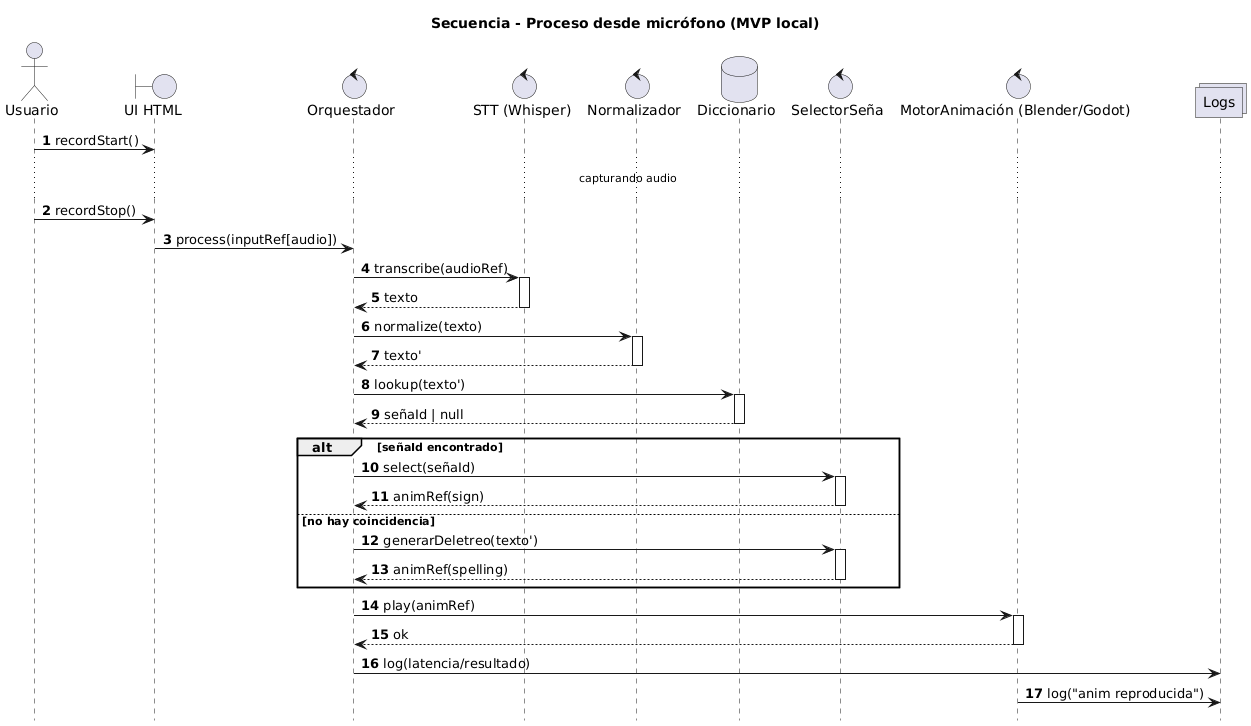 Secuencia - Proceso desde micrófono (MVP local)
Usuario
UI HTML
Orquestador
STT (Whisper)
Normalizador
Diccionario
SelectorSeña
MotorAnimación (Blender/Godot)
Logs
1 recordStart()
capturando audio
2 recordStop()
3 process(inputRef[audio])
4 transcribe(audioRef)
5 texto
6 normalize(texto)
7 texto'
8 lookup(texto')
9 señaId | null
alt [señaId encontrado]
10 select(señaId)
11 animRef(sign)
[no hay coincidencia]
12 generarDeletreo(texto')
13 animRef(spelling)
14 play(animRef)
15 ok
16 log(latencia/resultado)
17 log("anim reproducida")